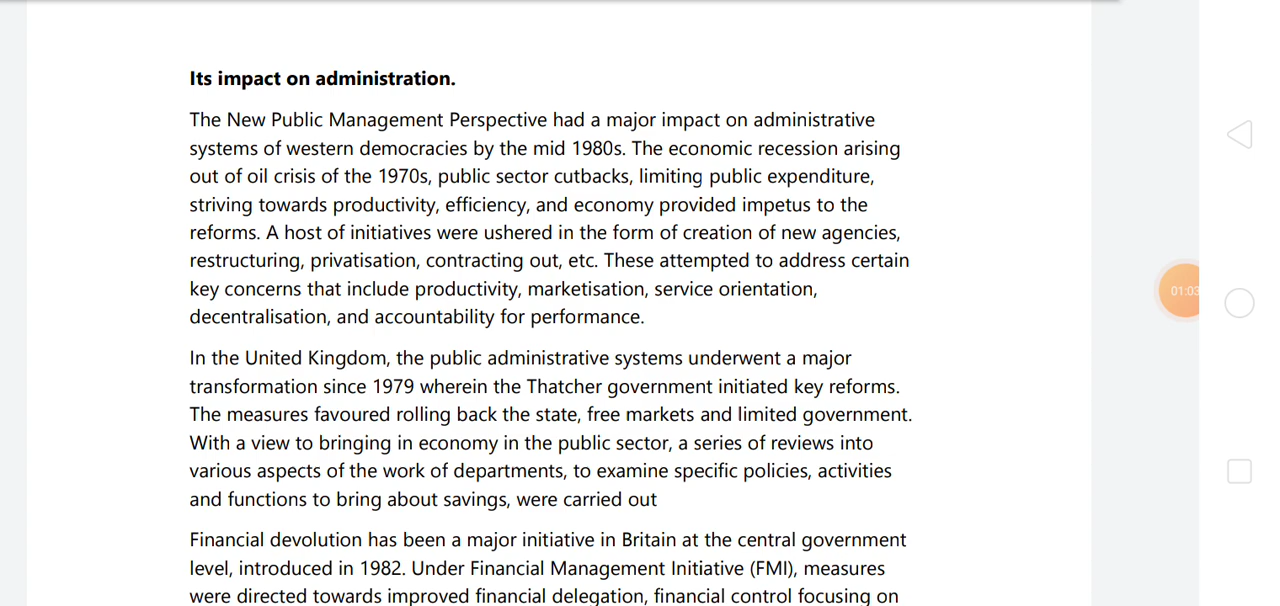 Its impact on administration.
The New Public Management Perspective had a major impact on administrative
systems of western democracies by the mid 1980s. The economic recession arising
out of oil crisis of the 1970s, public sector cutbacks, limiting public expenditure,
striving towards productivity, efficiency, and economy provided impetus to the
reforms. A host of initiatives were ushered in the form of creation of new agencies,
restructuring, privatisation, contracting out, etc. These attempted to address certain
key concerns that include productivity, marketisation, service orientation,
decentralisation, and accountability for performance.
In the United Kingdom, the public administrative systems underwent a major
transformation since 1979 wherein the Thatcher government initiated key reforms.
The measures favoured rolling back the state, free markets and limited government.
With a view to bringing in economy in the public sector, a series of reviews into
various aspects of the work of departments, to examine specific policies, activities
and functions to bring about savings, were carried out
Financial devolution has been a major initiative in Britain at the central government
level, introduced in 1982. Under Financial Management Initiative (FMI), measures
were directed towards improved financial delegation, financial control focusing on
01:03